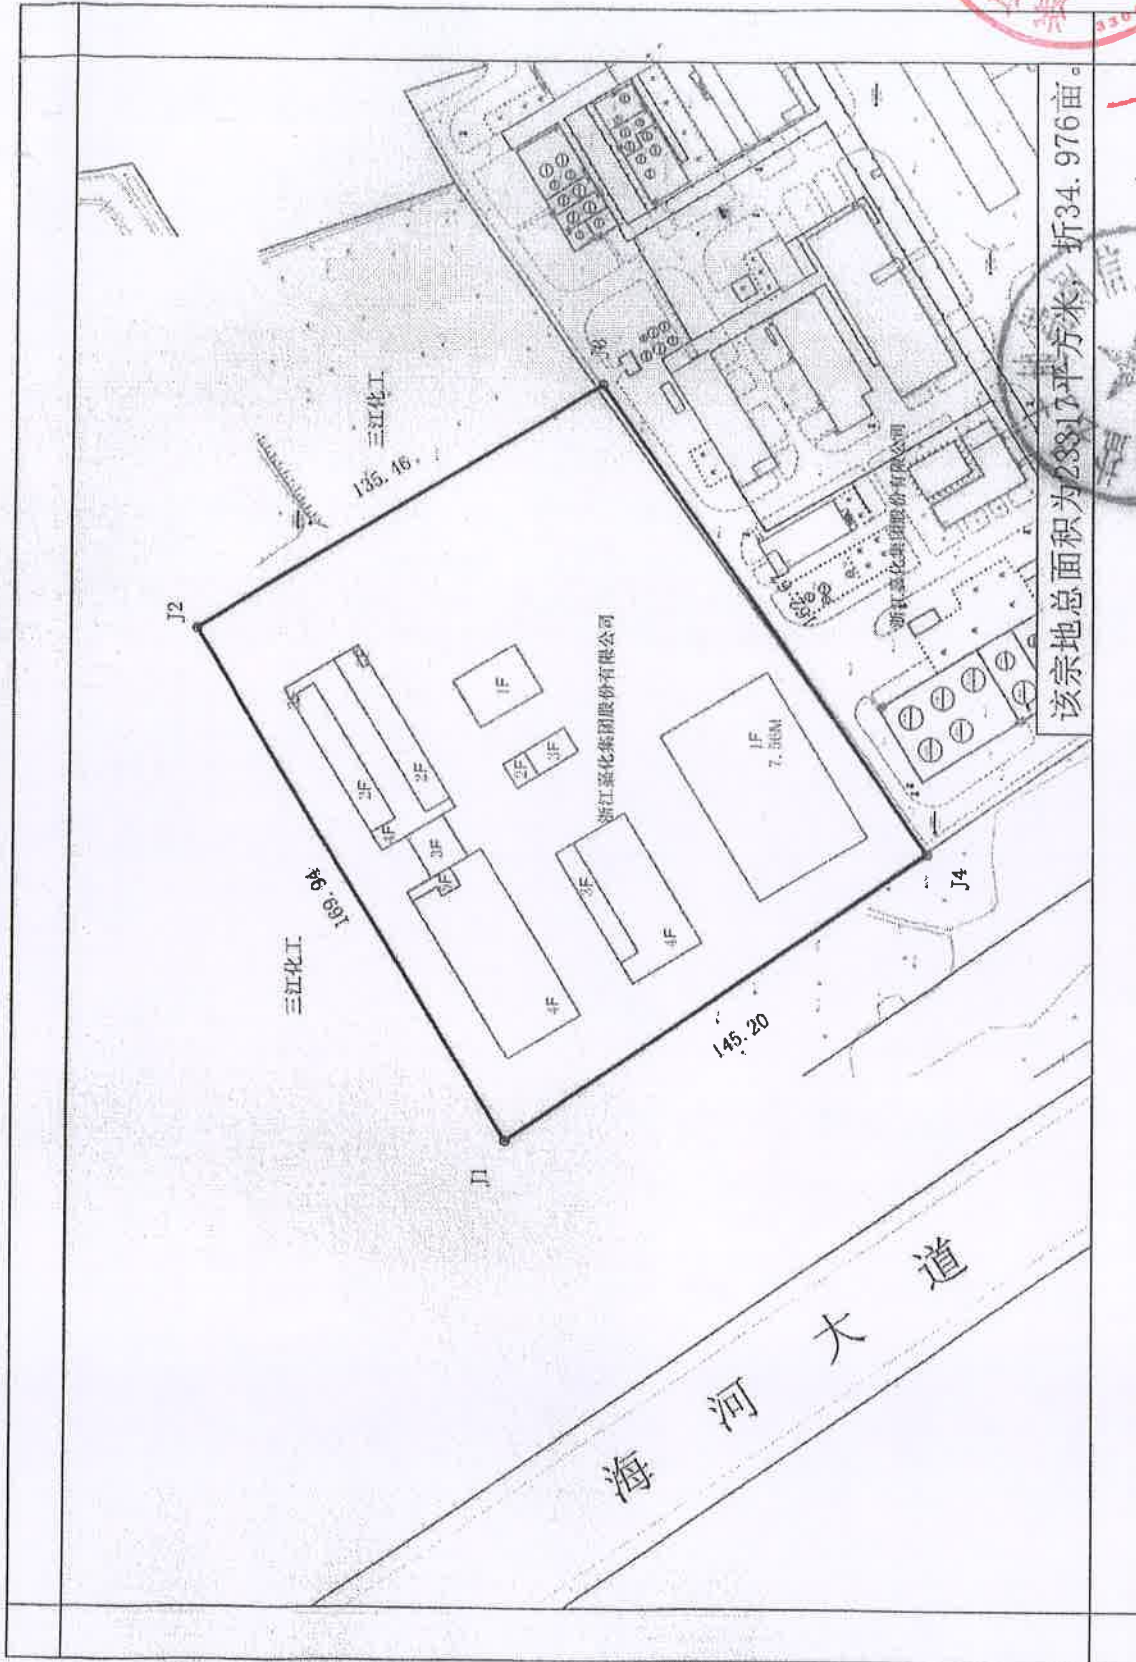 J2
三江化工
135.46
J6
169.94
三江化工
2F
2F
4F
3F
1F
2F
3F
浙江嘉化集团股份有限公司
4F
3F
4F
1F
7.56M
浙江嘉化集团股份有限公司
J1
145.20
J4
海河大道
该宗地总面积为23317平方米，折34.976亩。